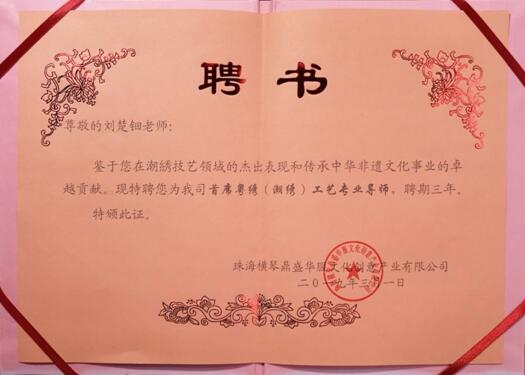 聘书
尊敬的刘楚钿老师：
鉴于您在潮绣技艺领域的杰出表现和传承中华非遗文化事业的卓
越贡献。现特聘您为我司首席粤绣（潮绣）工艺专业导师。聘期三年。
特颁此证。
珠海横琴鼎盛华服文化创意产业有限公司
二〇一九年三月一日